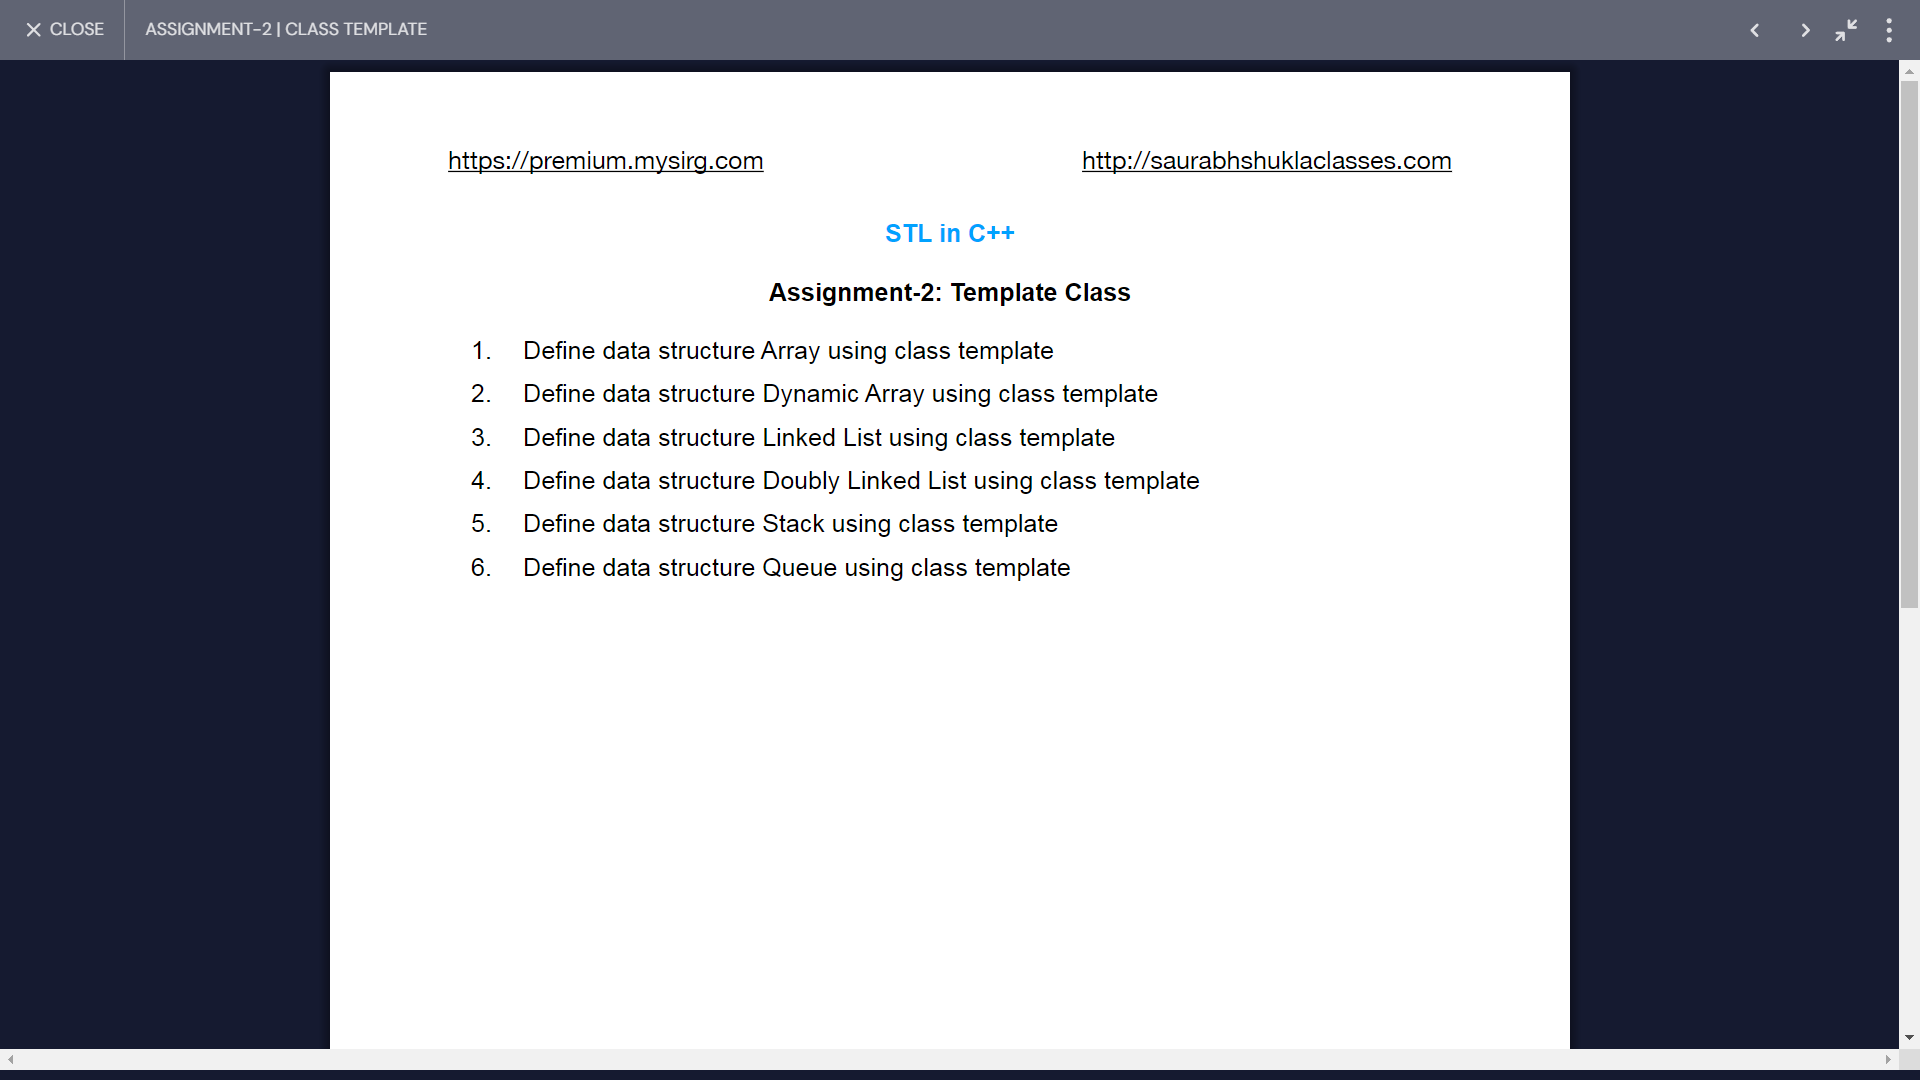 CLOSE
ASSIGNMENT-2 | CLASS TEMPLATE
https://premium.mysirg.com
http://saurabhshuklaclasses.com
STL in C++
Assignment-2: Template Class
1. Define data structure Array using class template
2. Define data structure Dynamic Array using class template
3. Define data structure Linked List using class template
4. Define data structure Doubly Linked List using class template
5. Define data structure Stack using class template
6. Define data structure Queue using class template